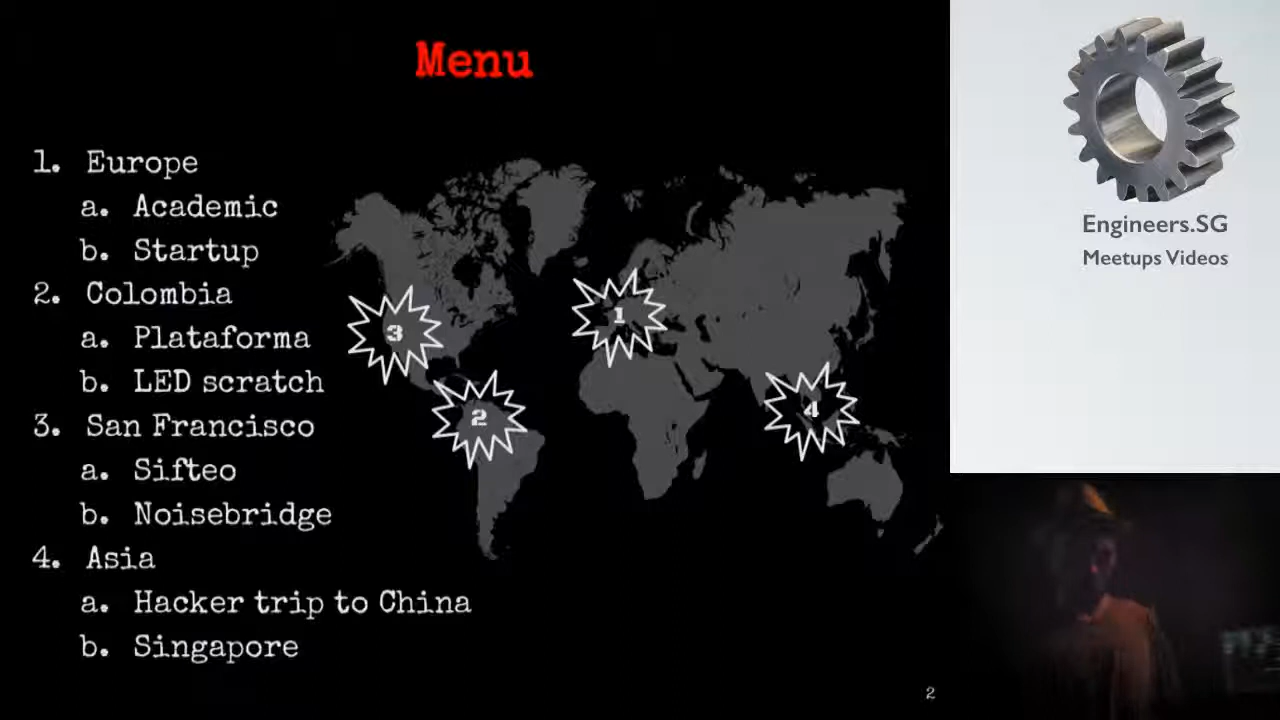 Menu
1. Europe
a. Academic
b. Startup
2. Colombia
a. Plataforma
b. LED scratch
3. San Francisco
a. Sifteo
b. Noisebridge
4. Asia
a. Hacker trip to China
b. Singapore
1
3
2
4
2
Engineers.SG
Meetups Videos